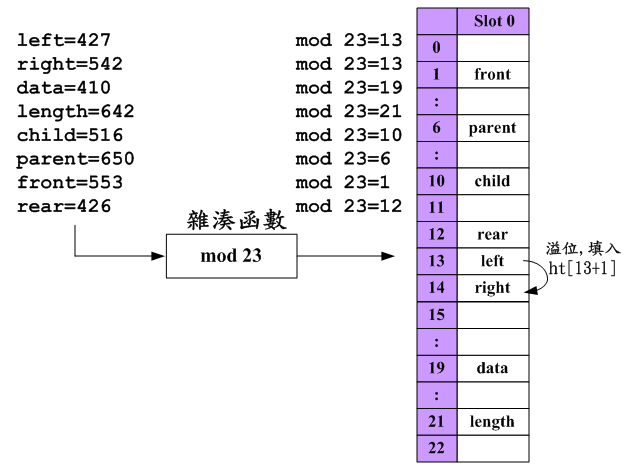 left=427 mod 23=13
right=542 mod 23=13
data=410 mod 23=19
length=642 mod 23=21
child=516 mod 23=10
parent=650 mod 23=6
front=553 mod 23=1
rear=426 mod 23=12
雜湊函數
mod 23
Slot 0
0
1 front
:
6 parent
:
10 child
11
12 rear
13 left
14 right
15
:
19 data
:
21 length
22
溢位,填入
ht[13+1]